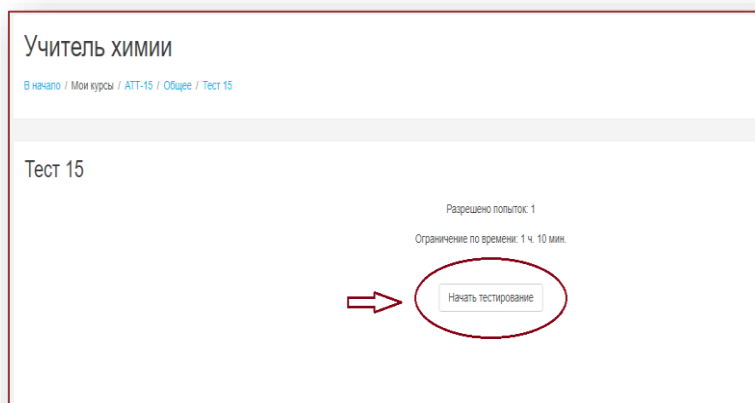 Учитель химии
В начало / Мои курсы / АТТ-15 / Общее / Тест 15
Тест 15
Разрешено попыток: 1
Ограничение по времени: 1 ч. 10 мин.
Начать тестирование